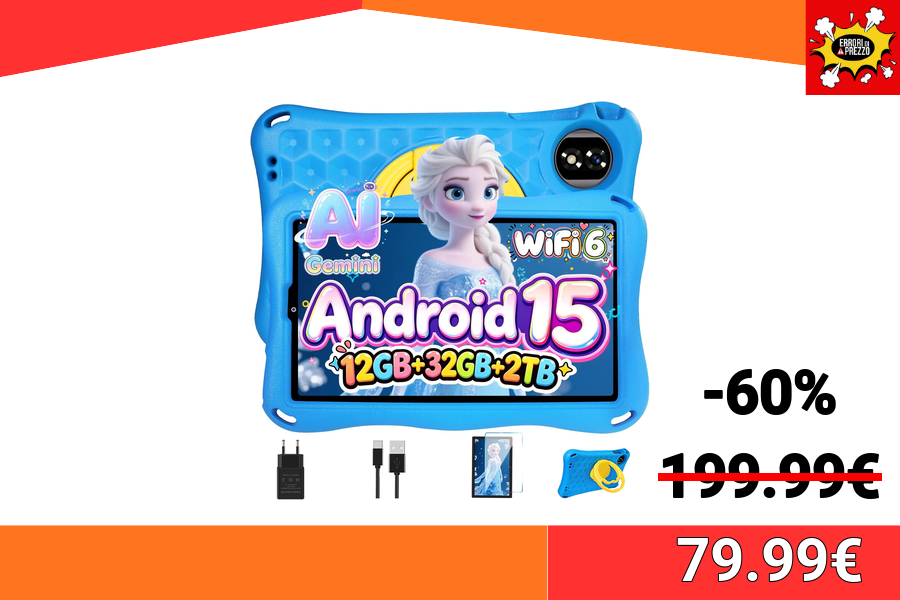 ERRORI DI
PREZZO
Ai
Gemini
WiFi 6
Android 15
12GB+32GB+2TB
-60%
199.99€
79.99€